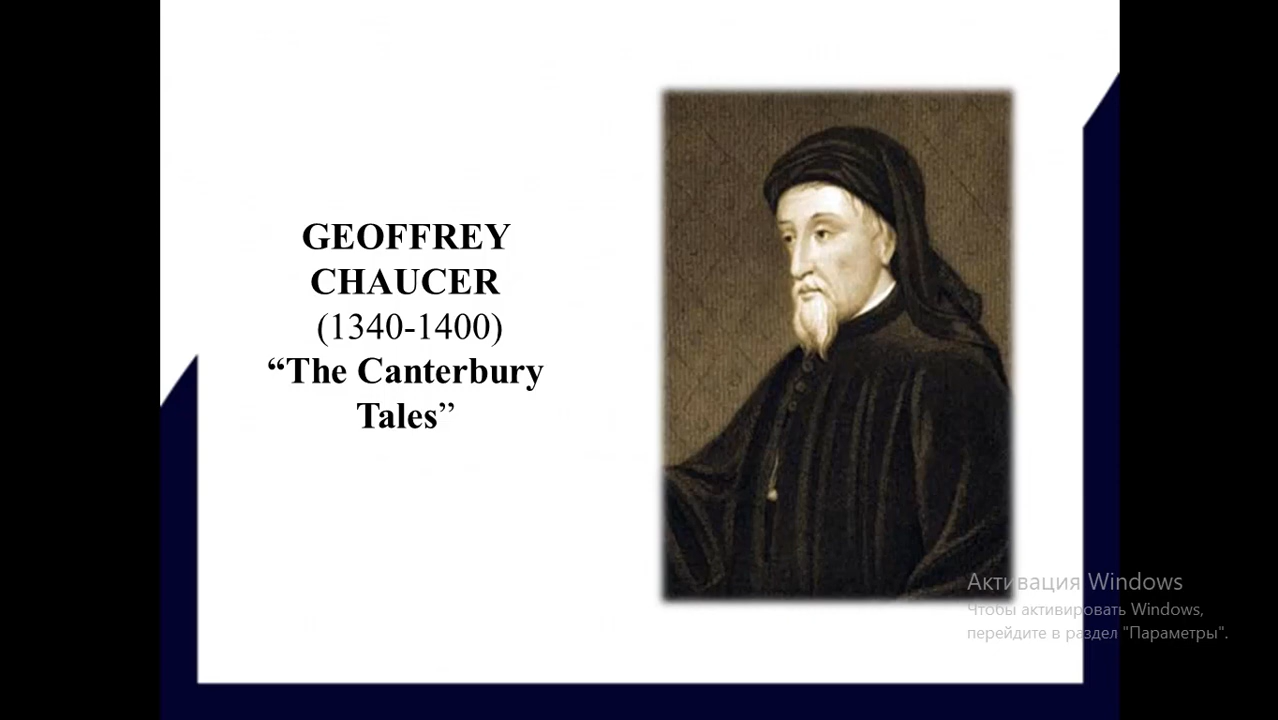 GEOFFREY
CHAUCER
(1340-1400)
“The Canterbury
Tales”
Активация Windows
Чтобы активировать Windows,
перейдите в раздел "Параметры".